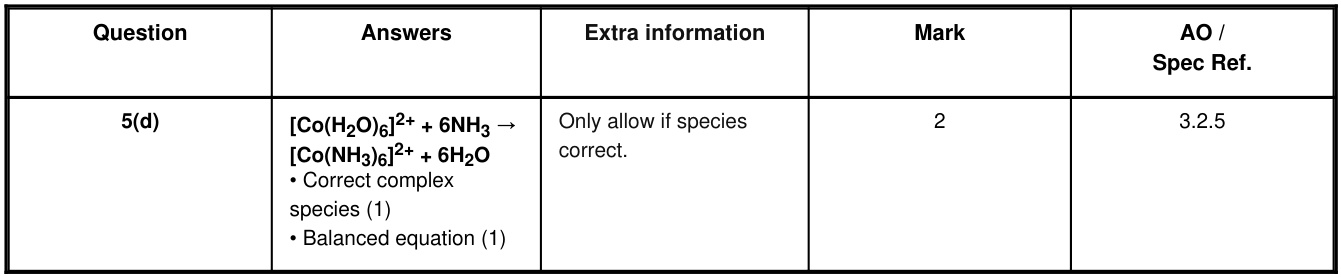 Question Answers Extra information Mark AO /
Spec Ref.
5(d) [Co(H₂O)₆]²⁺ + 6NH₃ → Only allow if species 2 3.2.5
[Co(NH₃)₆]²⁺ + 6H₂O correct.
• Correct complex
species (1)
• Balanced equation (1)